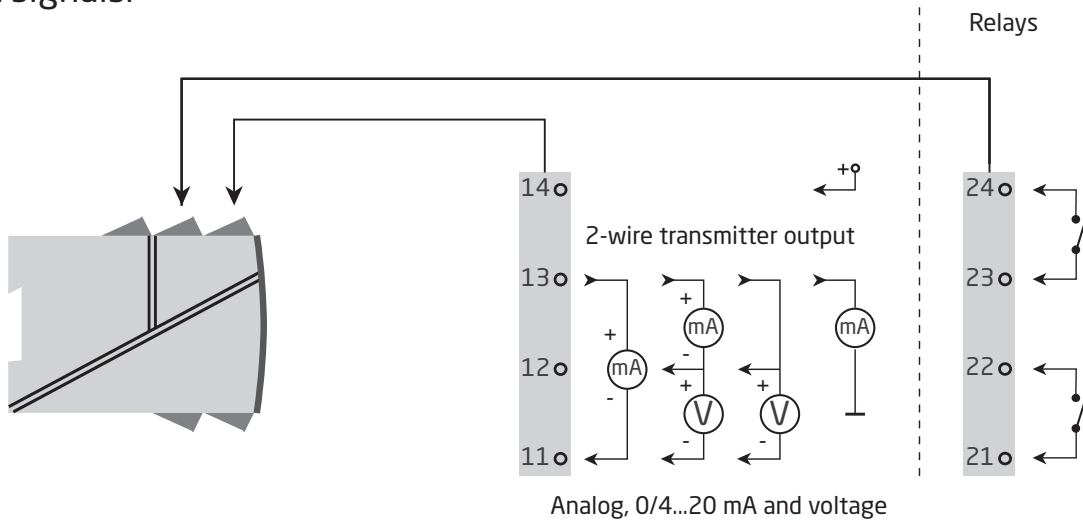 signals.
Relays
14
+
24
2-wire transmitter output
13
23
+
mA
mA
+
mA
-
12
22
-
+
+
V
V
-
-
11
21
Analog, 0/4...20 mA and voltage